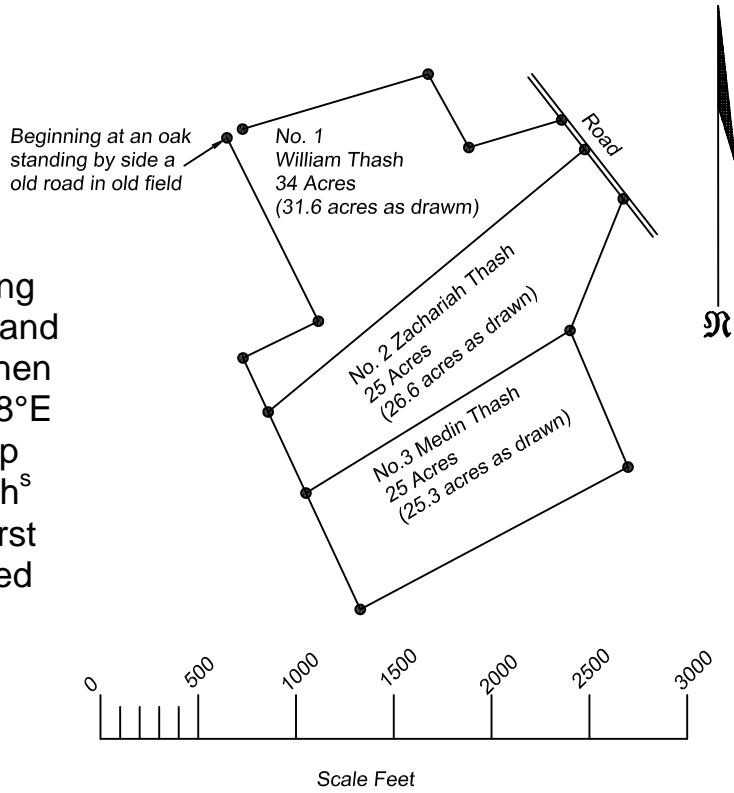 Beginning at an oak
standing by side a
old road in old field
No. 1
William Thash
34 Acres
(31.6 acres as drawm)
Road
No. 2 Zachariah Thash
25 Acres
(26.6 acres as drawn)
No.3 Medin Thash
25 Acres
(25.3 acres as drawn)
ng
and
hen
8°E
p
hˢ
rst
ed
N
0 500 1000 1500 2000 2500 3000
Scale Feet